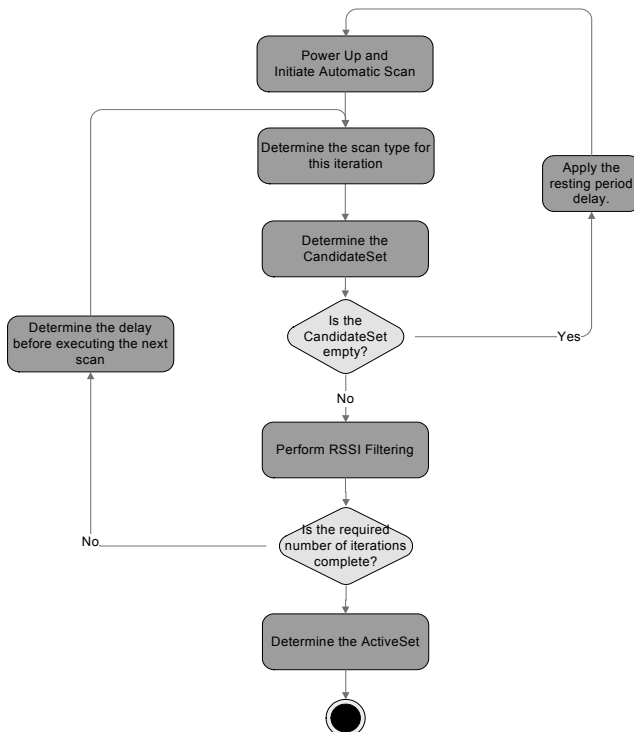 Power Up and
Initiate Automatic Scan
Determine the scan type for
this iteration
Apply the
resting period
delay.
Determine the
CandidateSet
Is the
CandidateSet
empty?
Yes
Determine the delay
before executing the next
scan
No
Perform RSSI Filtering
Is the required
number of iterations
complete?
No
Determine the ActiveSet